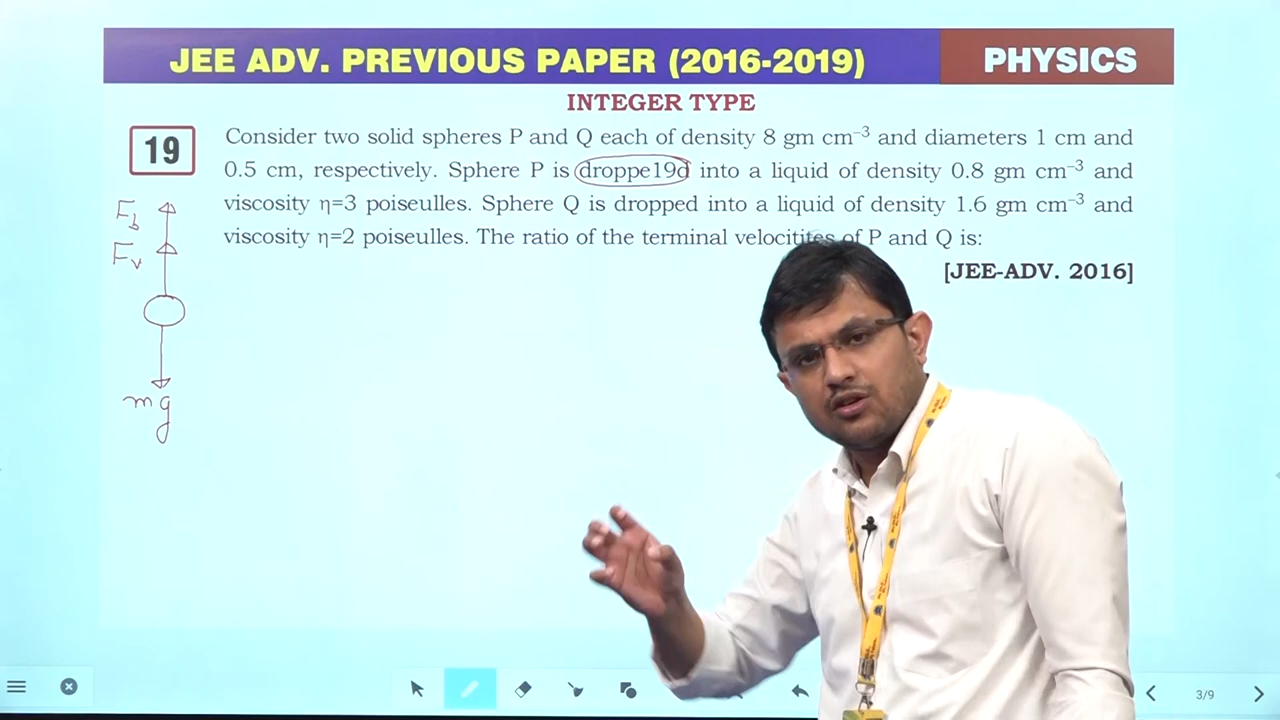 JEE ADV. PREVIOUS PAPER (2016-2019) PHYSICS
INTEGER TYPE
19
Consider two solid spheres P and Q each of density 8 gm cm⁻³ and diameters 1 cm and
0.5 cm, respectively. Sphere P is droppe19d into a liquid of density 0.8 gm cm⁻³ and
viscosity η=3 poiseulles. Sphere Q is dropped into a liquid of density 1.6 gm cm⁻³ and
viscosity η=2 poiseulles. The ratio of the terminal velocitites of P and Q is:
[JEE-ADV. 2016]
F_b
F_v
mg
3/9